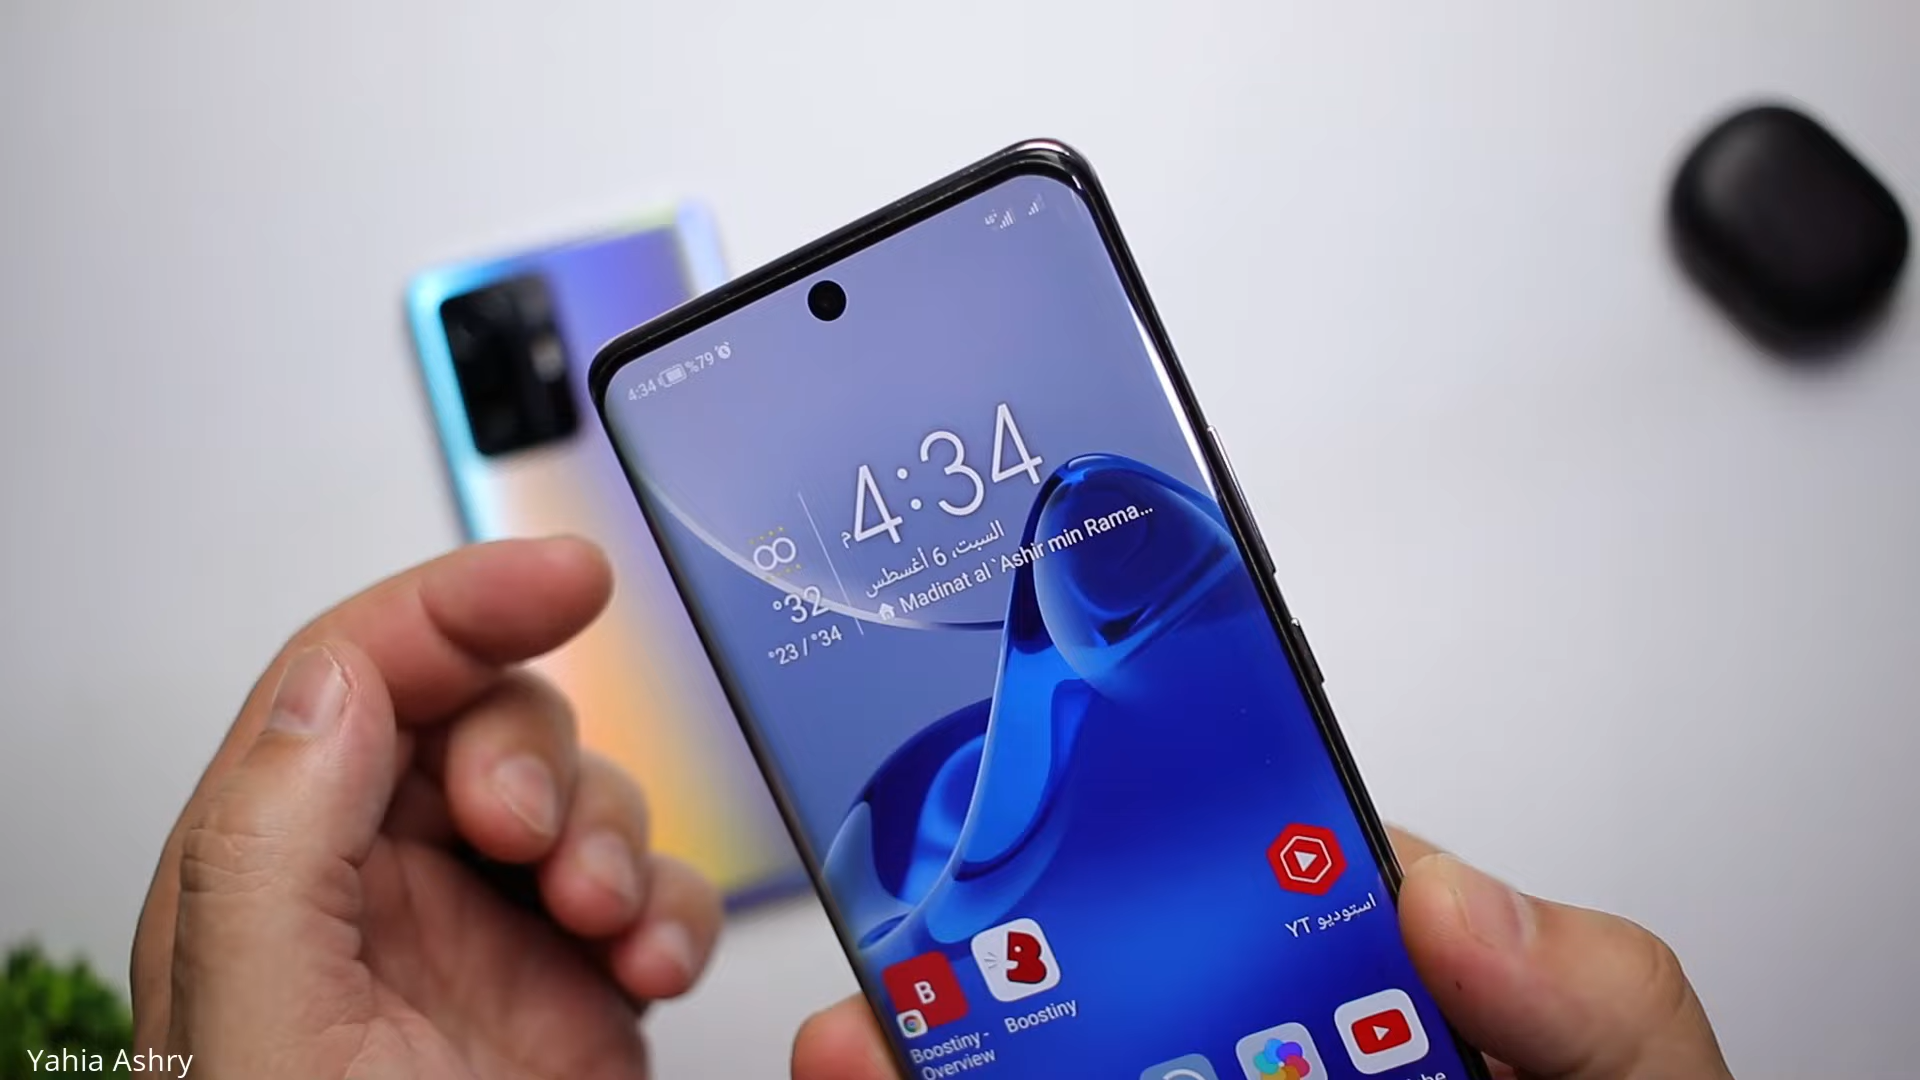 4:34 %79
4G+
4:34 م
السبت، 6 أغسطس
Madinat al `Ashir min Rama...
°32
°23 / °34
استوديو YT
B
Boostiny -
Overview
Boostiny
Yahia Ashry